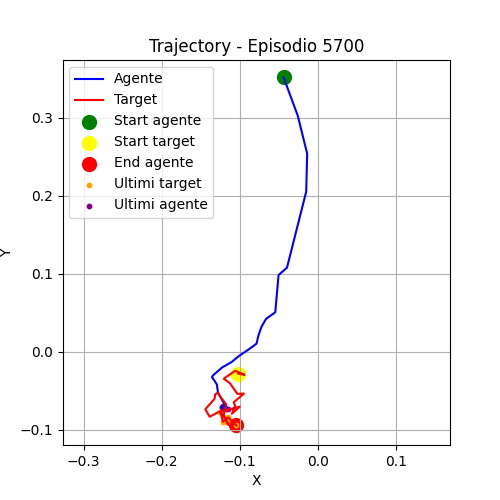 Trajectory - Episodio 5700
Agente
Target
Start agente
Start target
End agente
Ultimi target
Ultimi agente
Y
0.3
0.2
0.1
0.0
−0.1
−0.3
−0.2
−0.1
0.0
0.1
X